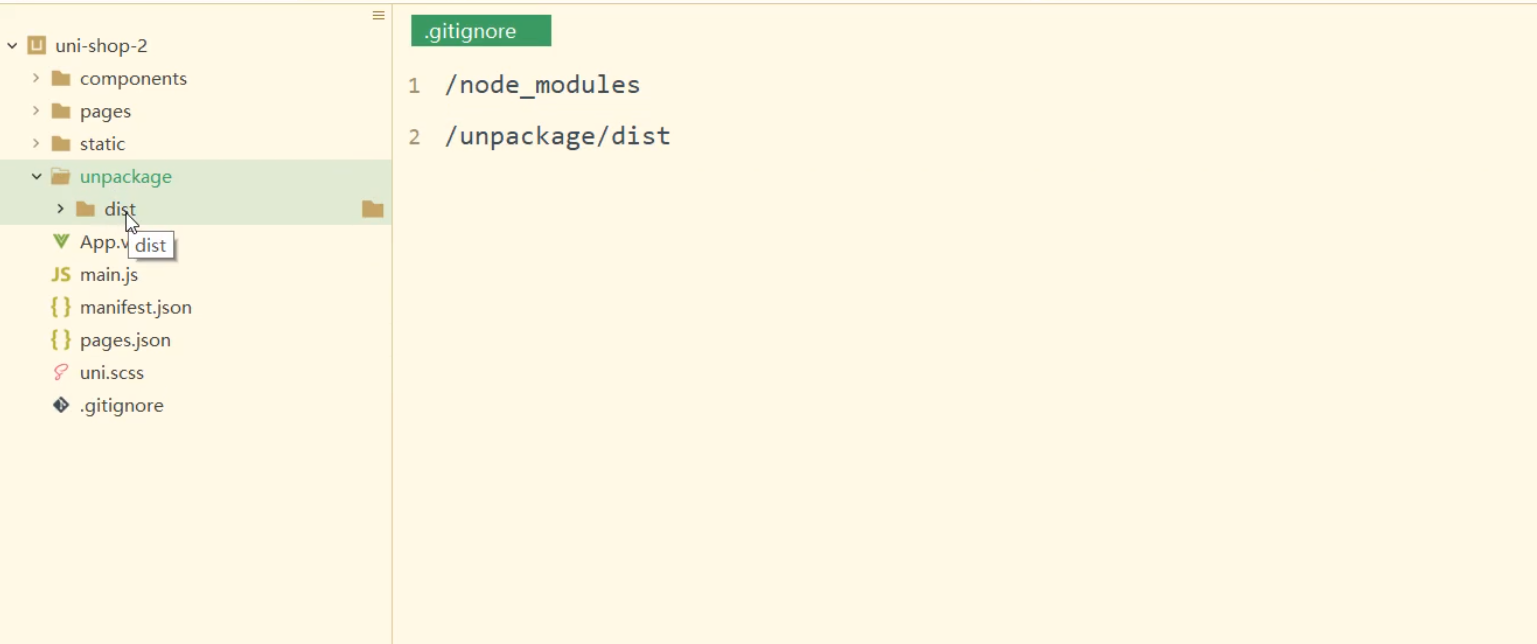 uni-shop-2
components
pages
static
unpackage
dist
App.v
dist
JS main.js
{ } manifest.json
{ } pages.json
uni.scss
.gitignore
.gitignore
1 /node_modules
2 /unpackage/dist